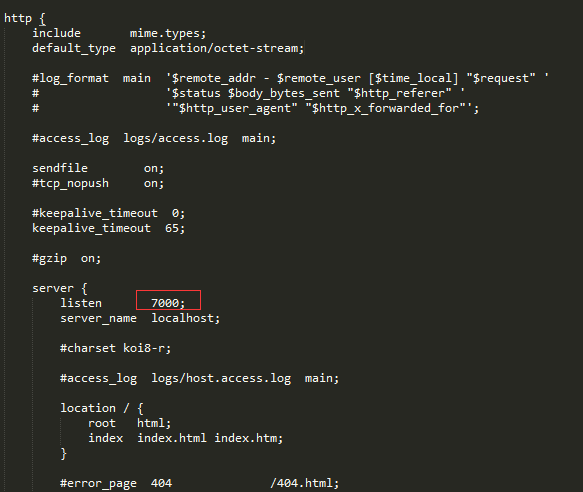 http {
    include       mime.types;
    default_type  application/octet-stream;

    #log_format  main  '$remote_addr - $remote_user [$time_local] "$request" '
    #                  '$status $body_bytes_sent "$http_referer" '
    #                  '"$http_user_agent" "$http_x_forwarded_for"';

    #access_log  logs/access.log  main;

    sendfile        on;
    #tcp_nopush     on;

    #keepalive_timeout  0;
    keepalive_timeout  65;

    #gzip  on;

    server {
        listen       7000;
        server_name  localhost;

        #charset koi8-r;

        #access_log  logs/host.access.log  main;

        location / {
            root   html;
            index  index.html index.htm;
        }

        #error_page  404              /404.html;